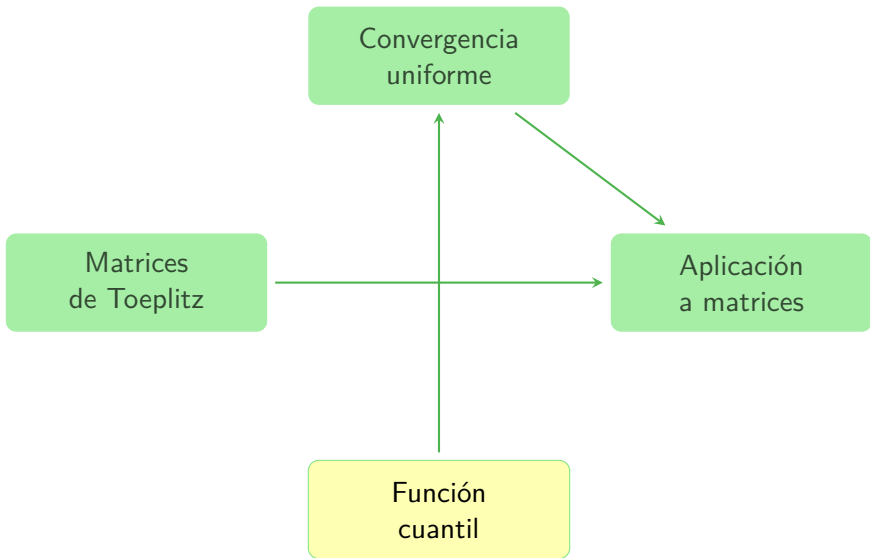 Convergencia
uniforme
Matrices
de Toeplitz
Aplicación
a matrices
Función
cuantil